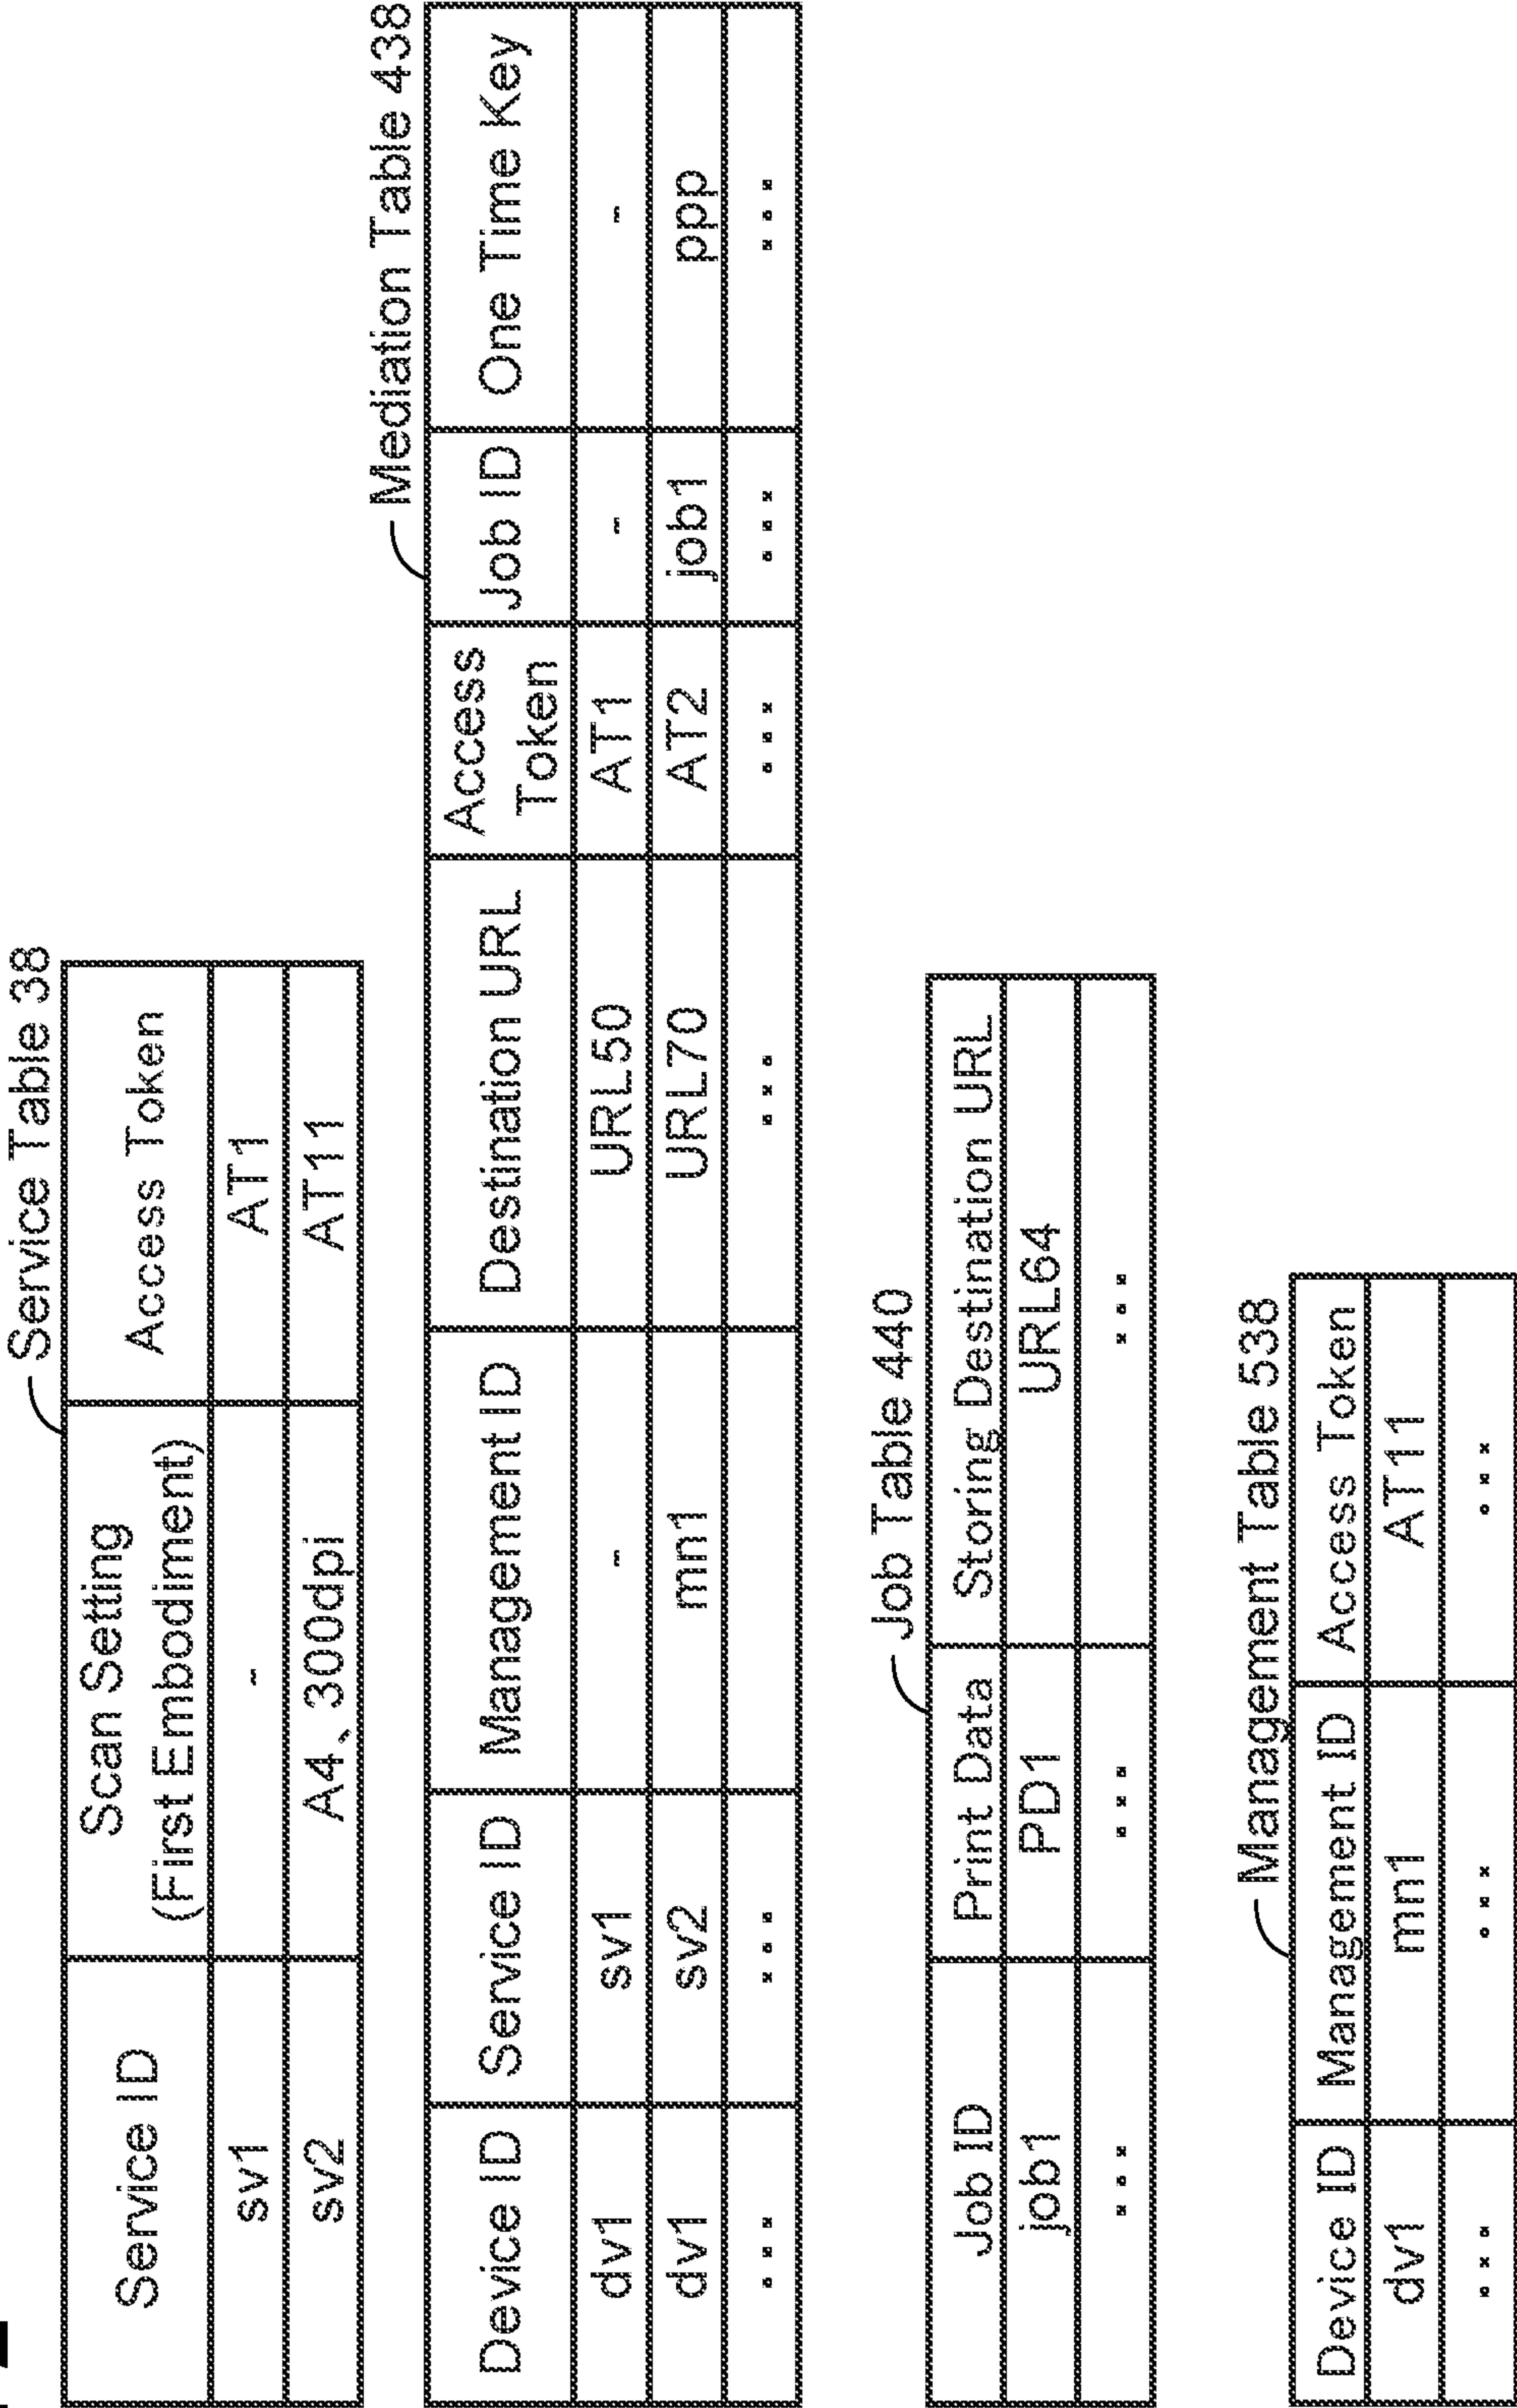 Service Table 38
Service ID Scan Setting (First Embodiment) Access Token
sv1 - AT1
sv2 A4、300dpi AT11
Mediation Table 438
Device ID Service ID Management ID Destination URL Access Token Job ID One Time Key
dv1 sv1 - URL50 AT1 - -
dv1 sv2 mn1 URL70 AT2 job1 ppp
... ... ... ... ... ...
Job Table 440
Job ID Print Data Storing Destination URL
job1 PD1 URL64
... ... ...
Management Table 538
Device ID Management ID Access Token
dv1 mn1 AT11
... ... ...